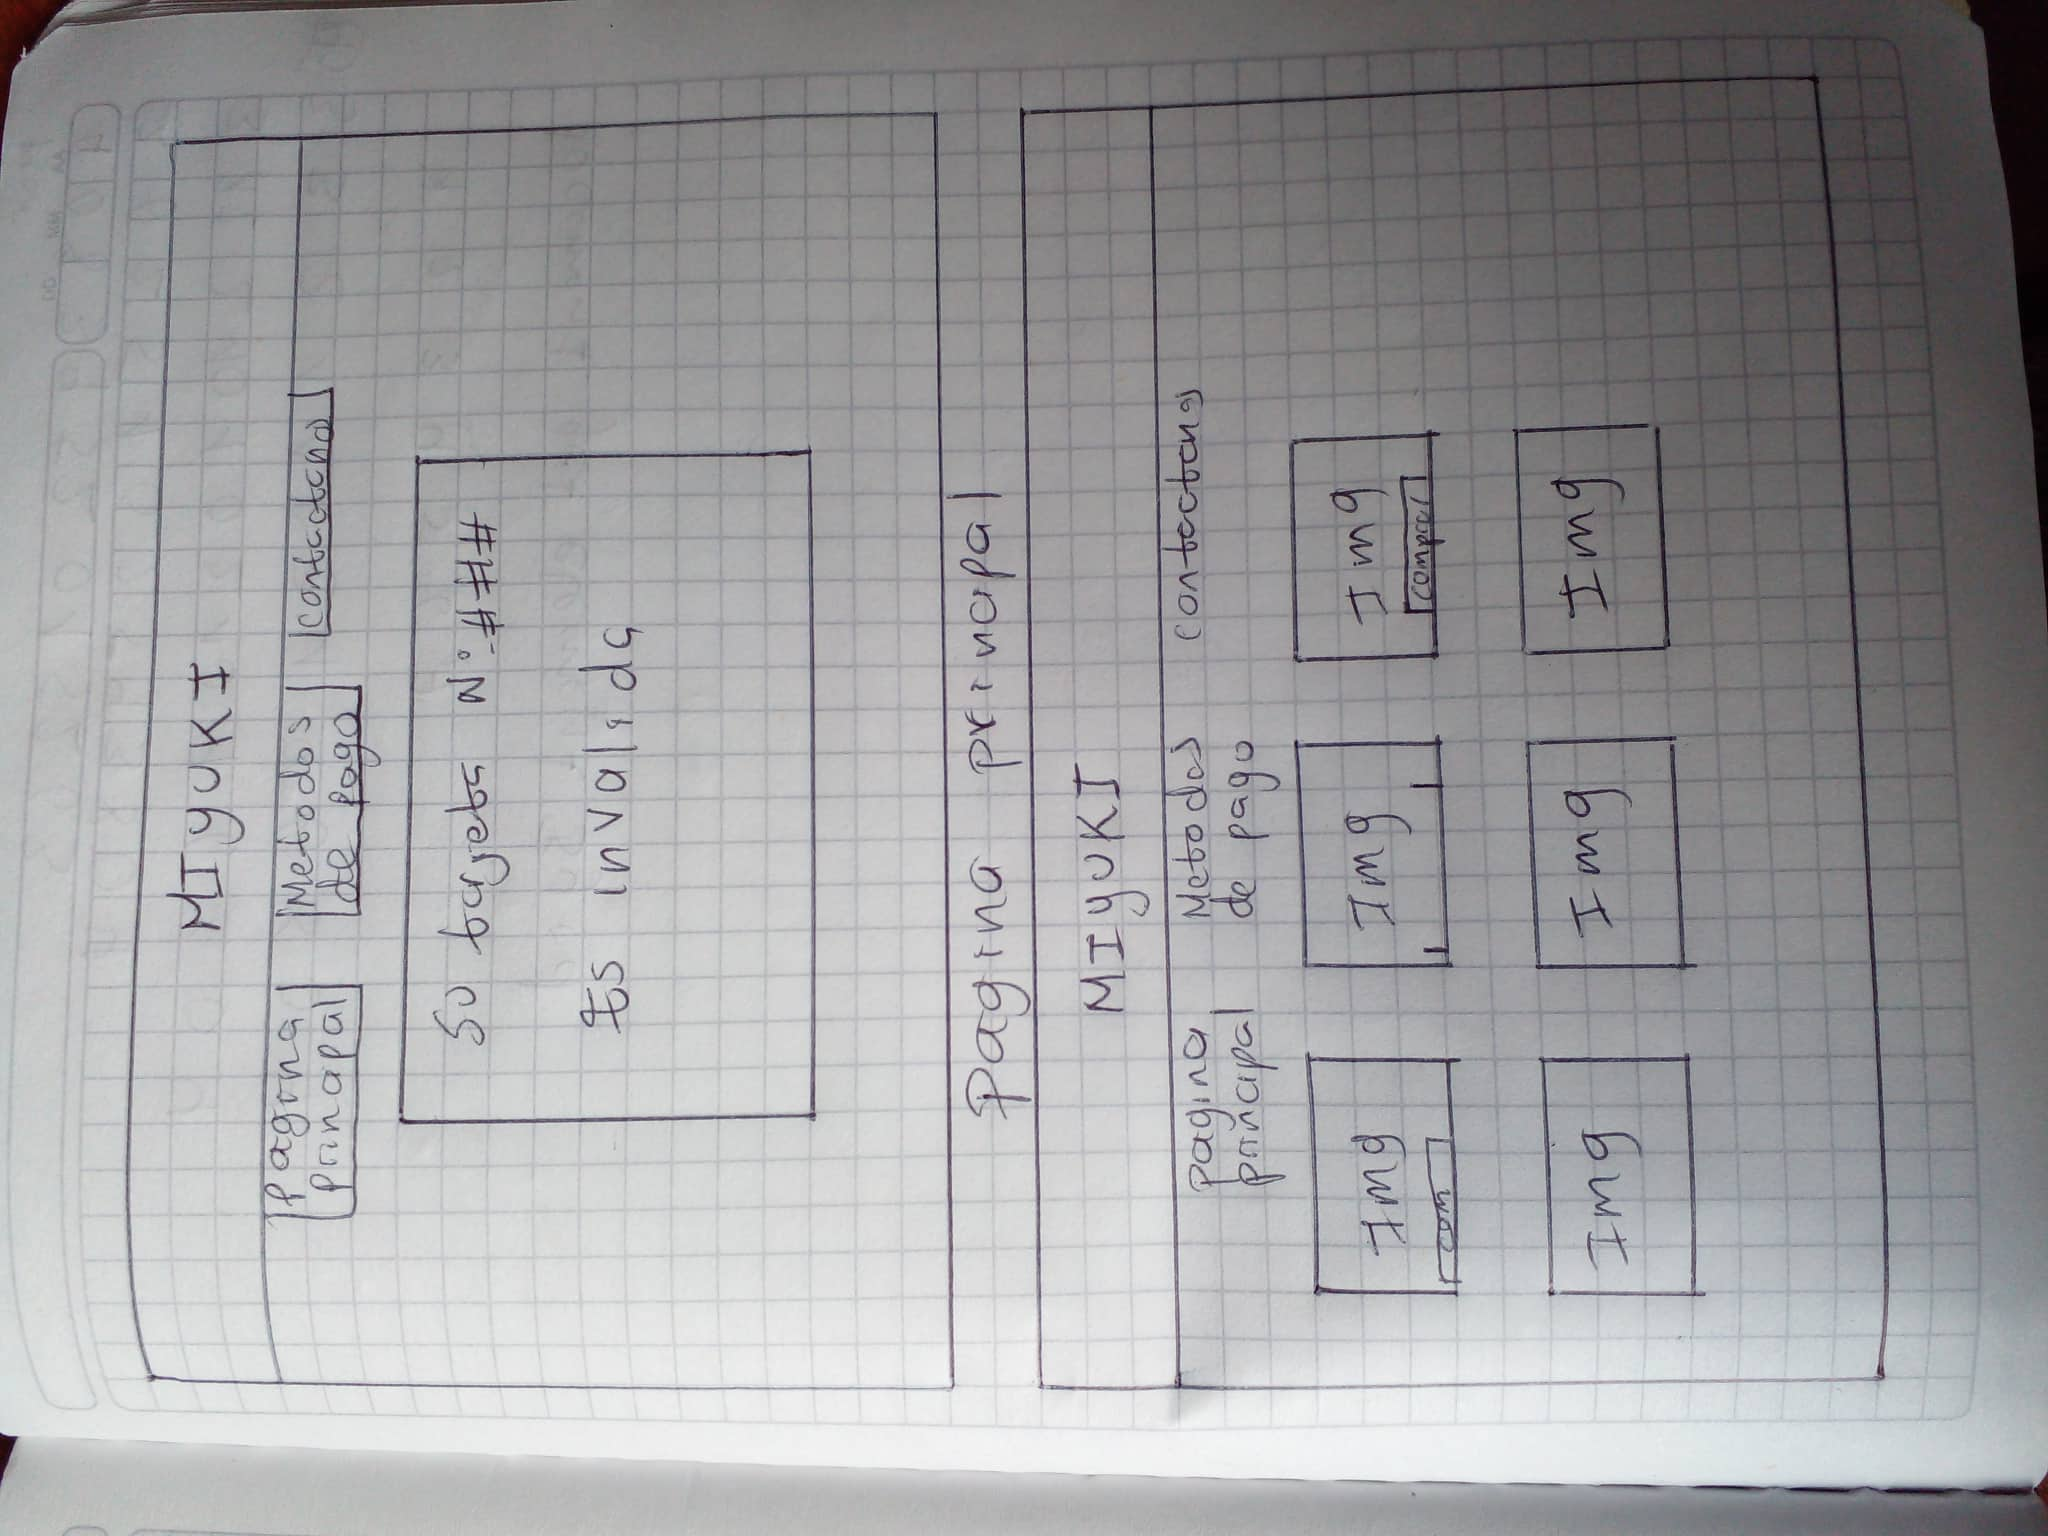 MIyUKI
Pagina
principal
Metodos
de pago
Contactano
Su tarjeta N° ###
Es invalida
Pagina principal
MIyUKI
Pagina
principal
Metodos
de pago
Contactanos
Img
Com
Img
Img
Comprar
Img
Img
Img